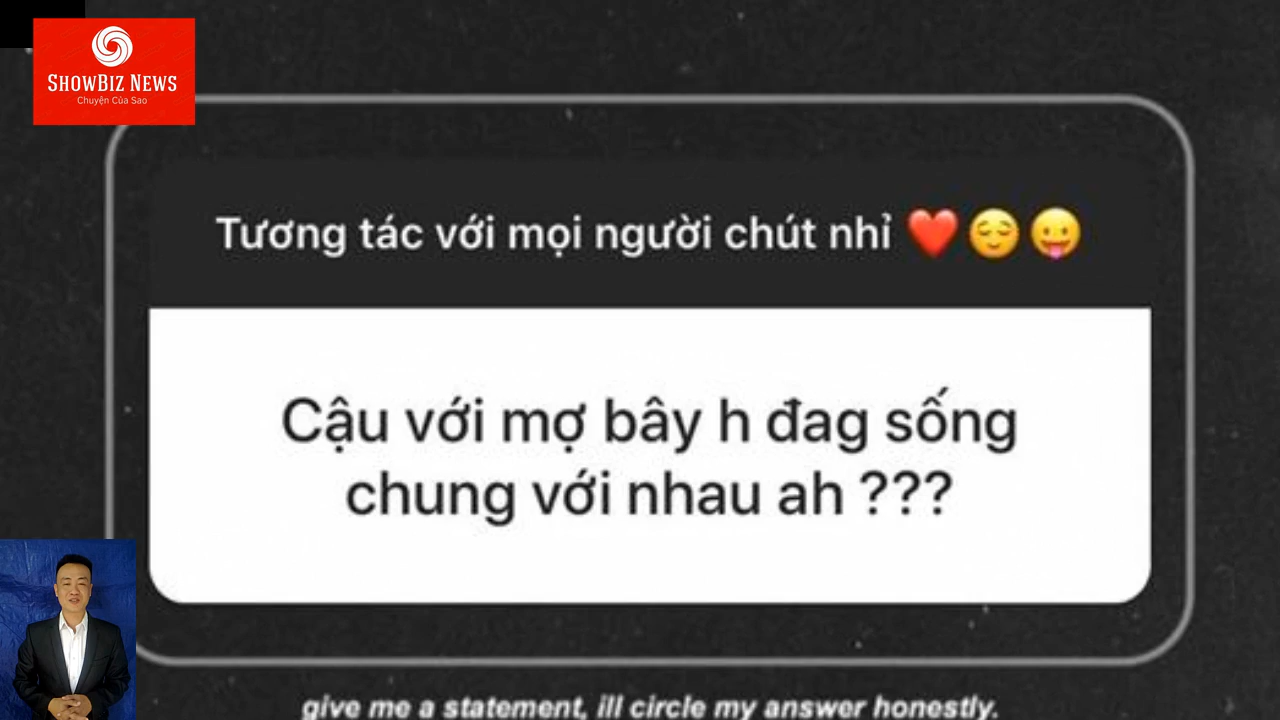 SHOWBIZ NEWS
Chuyện Của Sao
Tương tác với mọi người chút nhỉ ❤️😌😛
Cậu với mợ bây h đag sống
chung với nhau ah ???
give me a statement, ill circle my answer honestly.